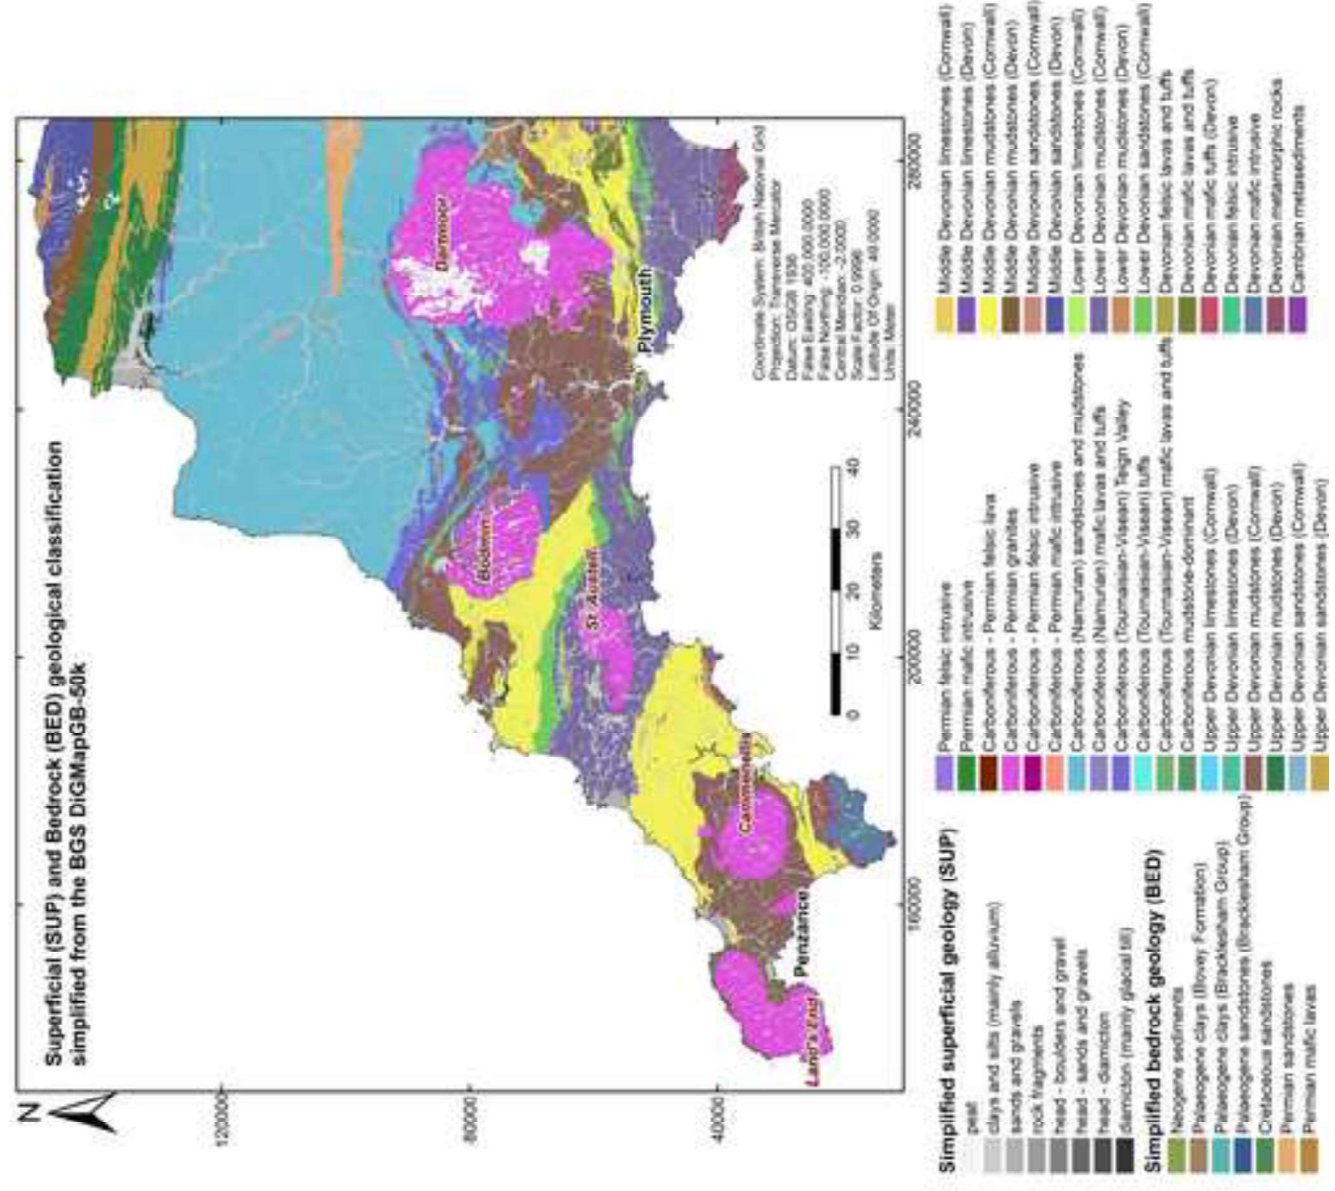 Superficial (SUP) and Bedrock (BED) geological classification
simplified from the BGS DiGMapGB-50k
N
120000
80000
40000
160000
200000
240000
280000
Dartmoor
Bodmin
St. Austell
Carnmenellis
Land's End
Plymouth
Penzance
0 10 20 30 40
Kilometers
Coordinate System: British National Grid
Projection: Transverse Mercator
Datum: OSGB 1936
False Easting: 400,000.0000
False Northing: -100,000.0000
Central Meridian: -2.0000
Scale Factor: 0.9996
Latitude Of Origin: 49.0000
Units: Meter
Simplified superficial geology (SUP)
peat
clays and silts (mainly alluvium)
sands and gravels
rock fragments
head - boulders and gravel
head - sands and gravels
head - diamicton
diamicton (mainly glacial till)
Simplified bedrock geology (BED)
Neogene sediments
Palaeogene clays (Bovey Formation)
Palaeogene clays (Bracklesham Group)
Palaeogene sandstones (Bracklesham Group)
Cretaceous sandstones
Permian sandstones
Permian mafic lavas
Permian felsic intrusive
Permian mafic intrusive
Carboniferous - Permian felsic lava
Carboniferous - Permian granites
Carboniferous - Permian felsic intrusive
Carboniferous - Permian mafic intrusive
Carboniferous (Namurian) sandstones and mudstones
Carboniferous (Namurian) mafic lavas and tuffs
Carboniferous (Tournaisian-Visean) Teign Valley
Carboniferous (Tournaisian-Visean) tuffs
Carboniferous (Tournaisian-Visean) mafic lavas and tuffs
Carboniferous mudstone-dominant
Upper Devonian limestones (Cornwall)
Upper Devonian limestones (Devon)
Upper Devonian mudstones (Cornwall)
Upper Devonian mudstones (Devon)
Upper Devonian sandstones (Cornwall)
Upper Devonian sandstones (Devon)
Middle Devonian limestones (Cornwall)
Middle Devonian limestones (Devon)
Middle Devonian mudstones (Cornwall)
Middle Devonian mudstones (Devon)
Middle Devonian sandstones (Cornwall)
Middle Devonian sandstones (Devon)
Lower Devonian limestones (Cornwall)
Lower Devonian mudstones (Cornwall)
Lower Devonian mudstones (Devon)
Lower Devonian sandstones (Cornwall)
Devonian felsic lavas and tuffs
Devonian mafic lavas and tuffs
Devonian mafic tuffs (Devon)
Devonian felsic intrusive
Devonian mafic intrusive
Devonian metamorphic rocks
Cambrian metasediments